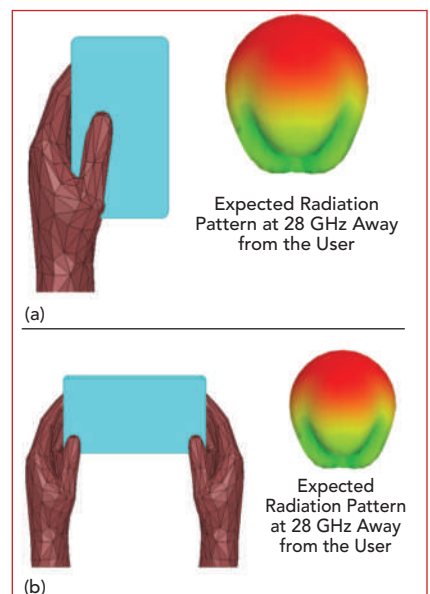 Expected Radiation
Pattern at 28 GHz Away
from the User
(a)
Expected
Radiation Pattern
at 28 GHz Away
from the User
(b)